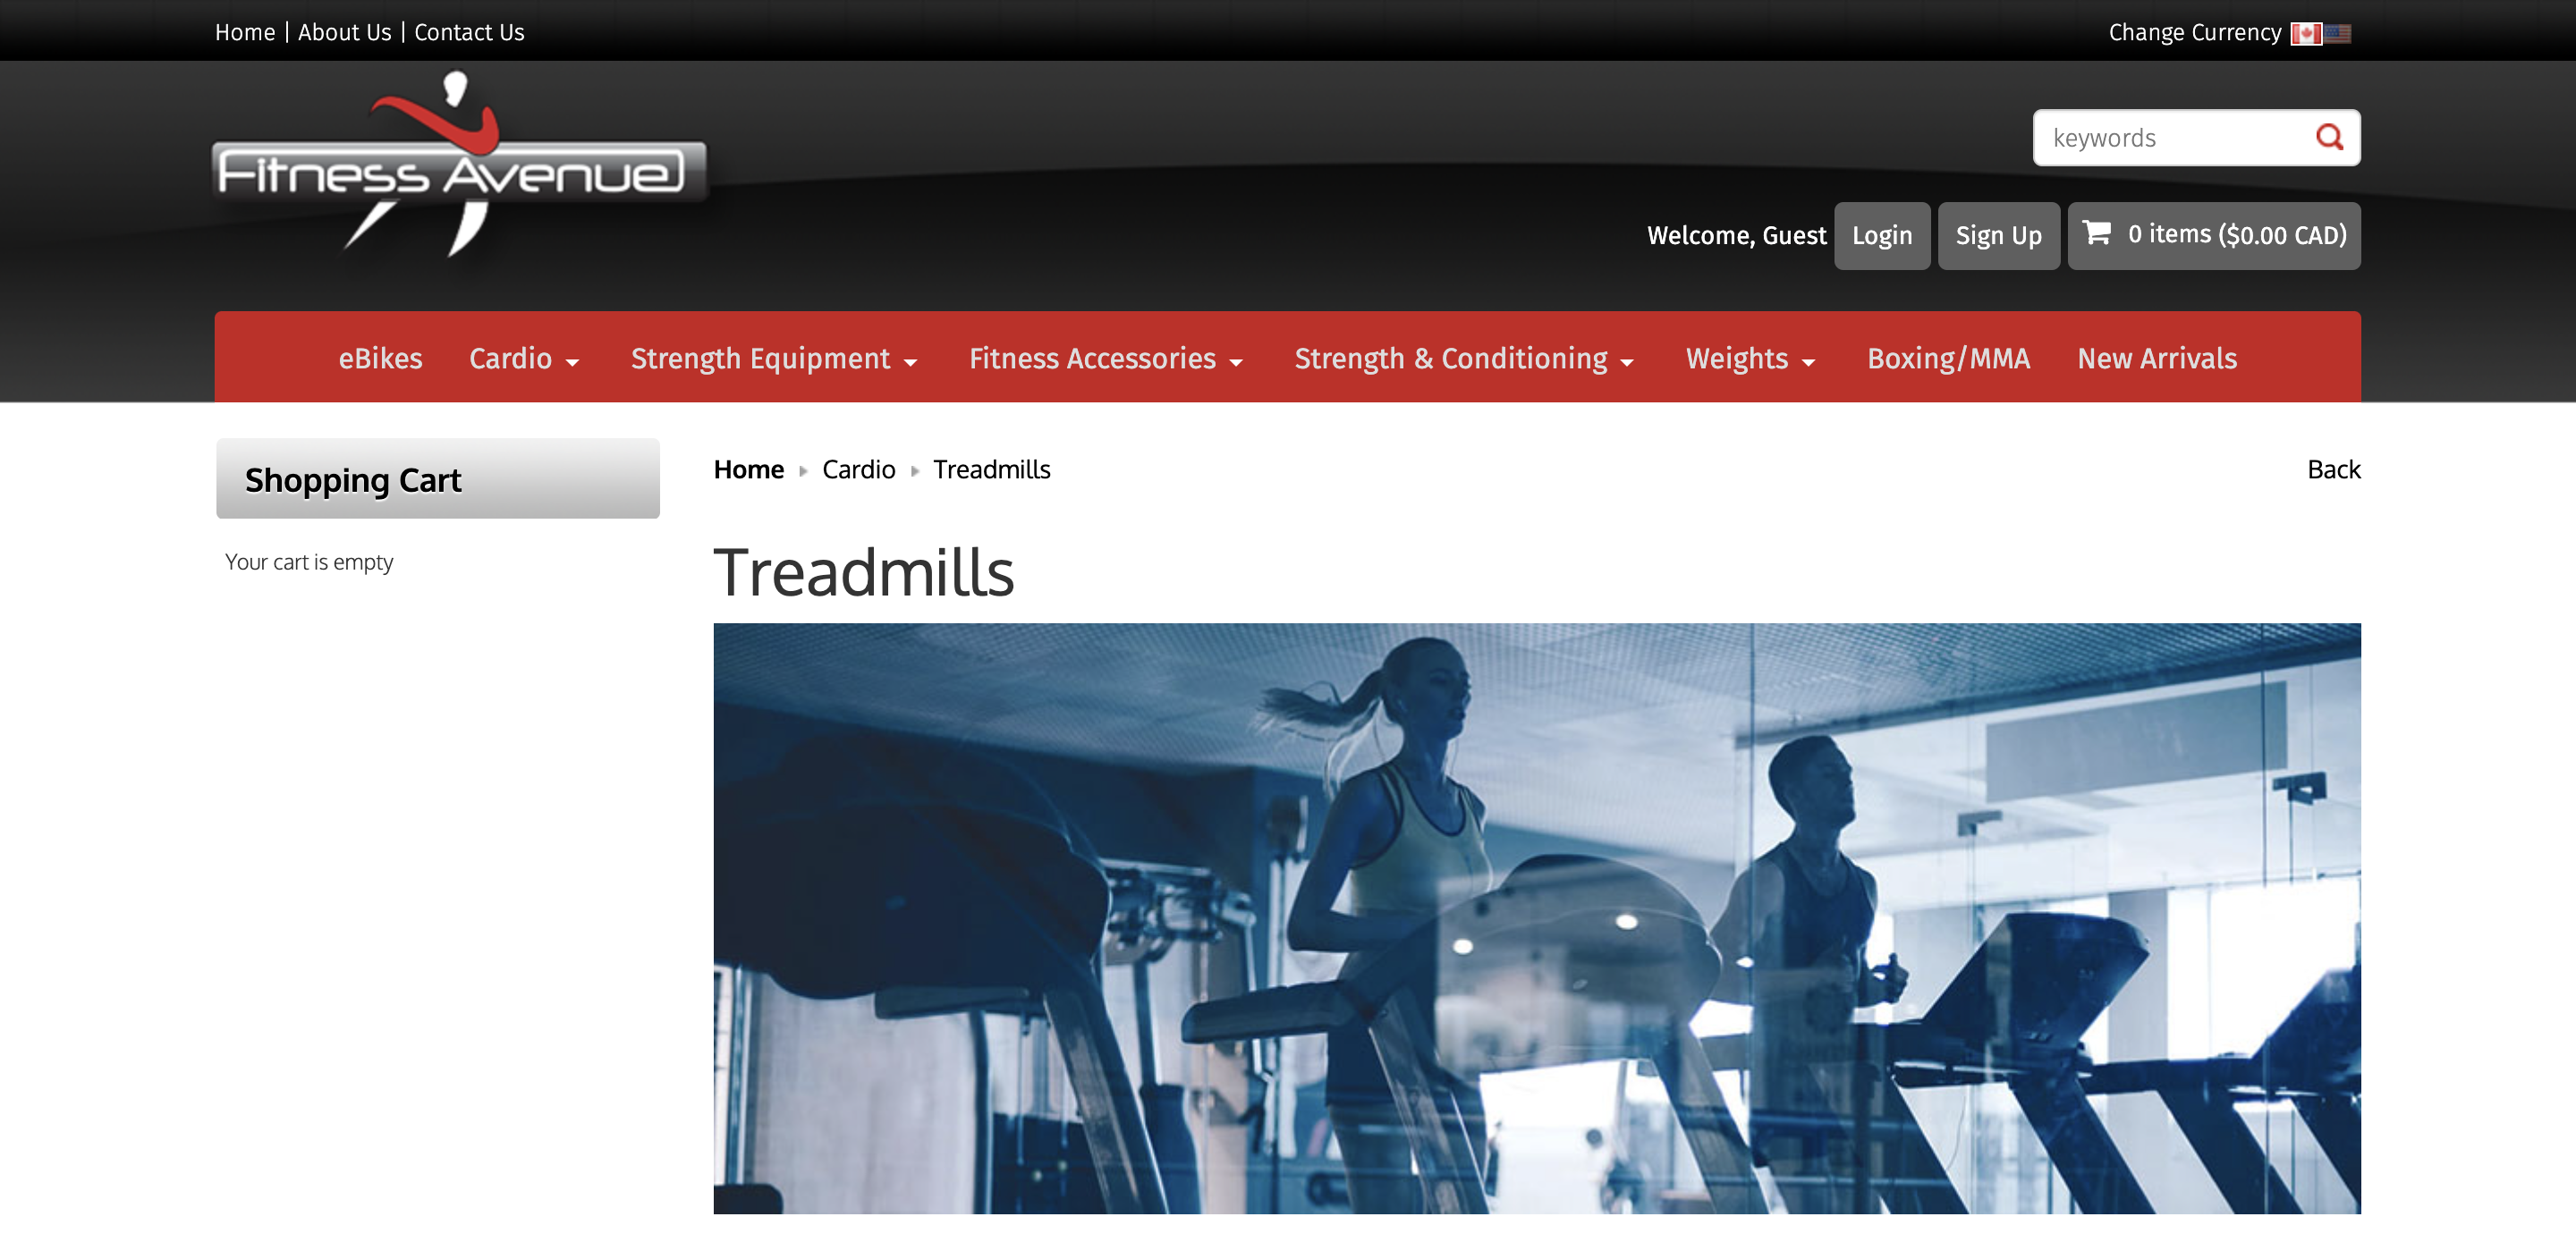 Home | About Us | Contact Us
Change Currency
Fitness Avenue
keywords
Welcome, Guest
Login
Sign Up
0 items ($0.00 CAD)
eBikes
Cardio
Strength Equipment
Fitness Accessories
Strength & Conditioning
Weights
Boxing/MMA
New Arrivals
Shopping Cart
Your cart is empty
Home
Cardio
Treadmills
Back
Treadmills